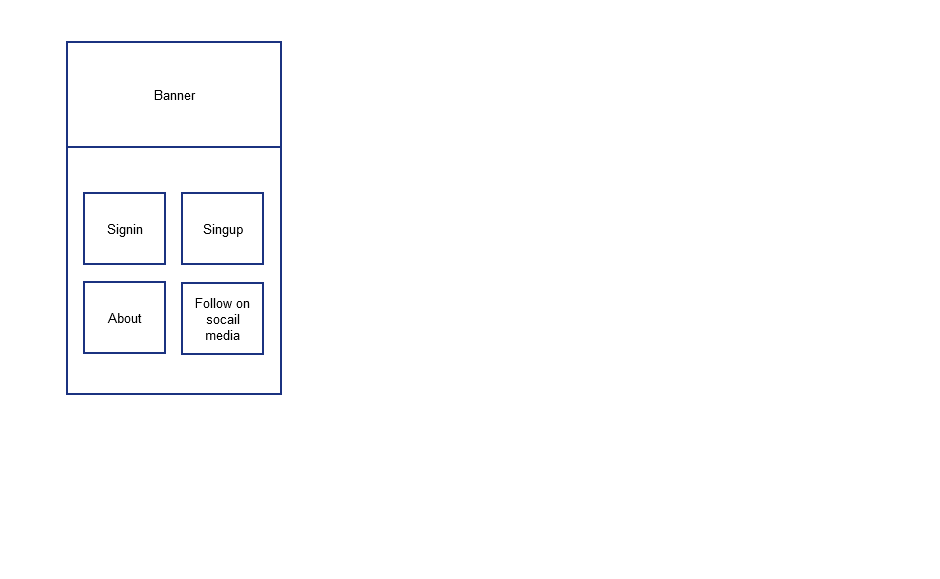 Banner
Signin
Singup
About
Follow on
socail
media